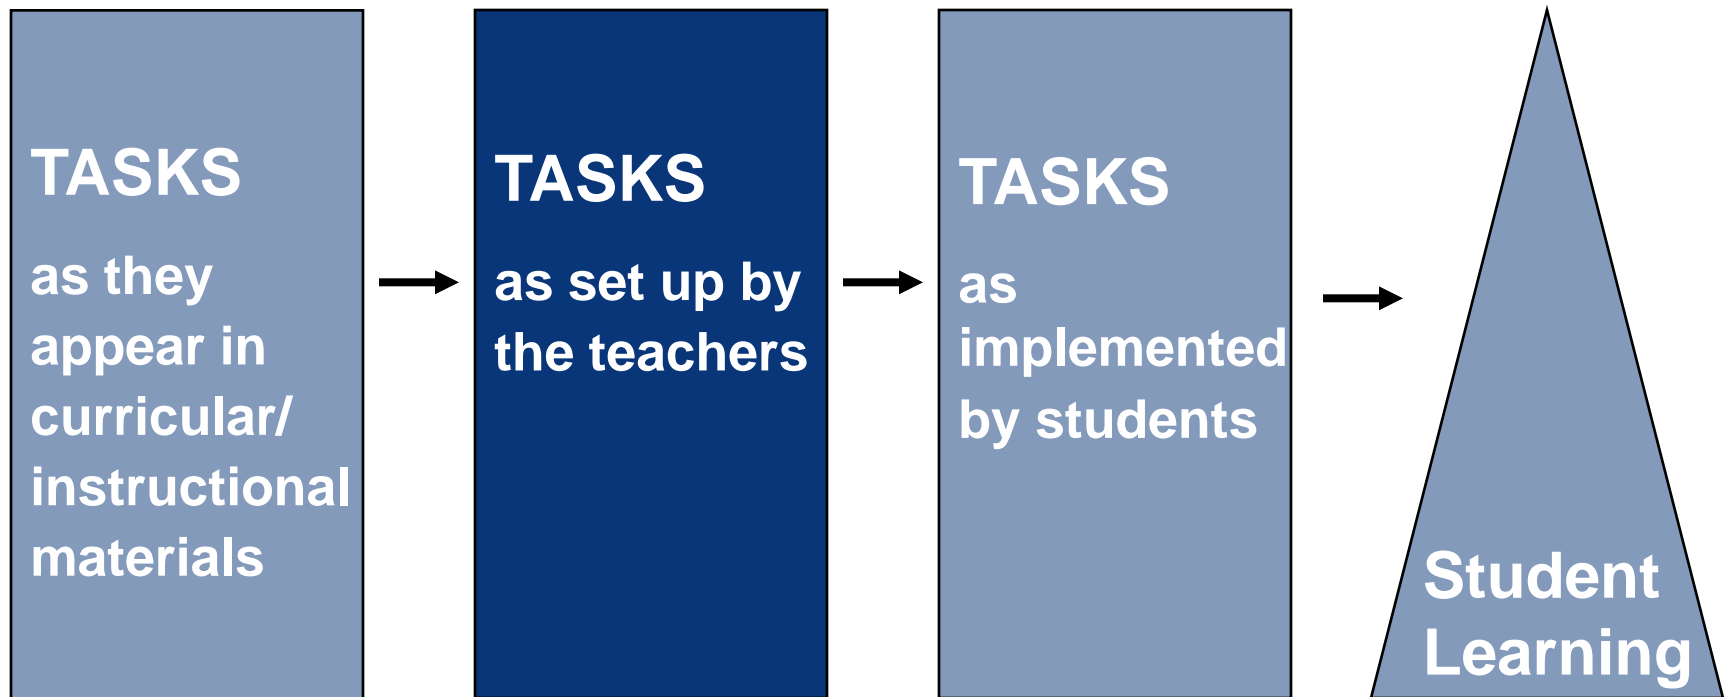 TASKS
as they
appear in
curricular/
instructional
materials
TASKS
as set up by
the teachers
TASKS
as
implemented
by students
Student
Learning